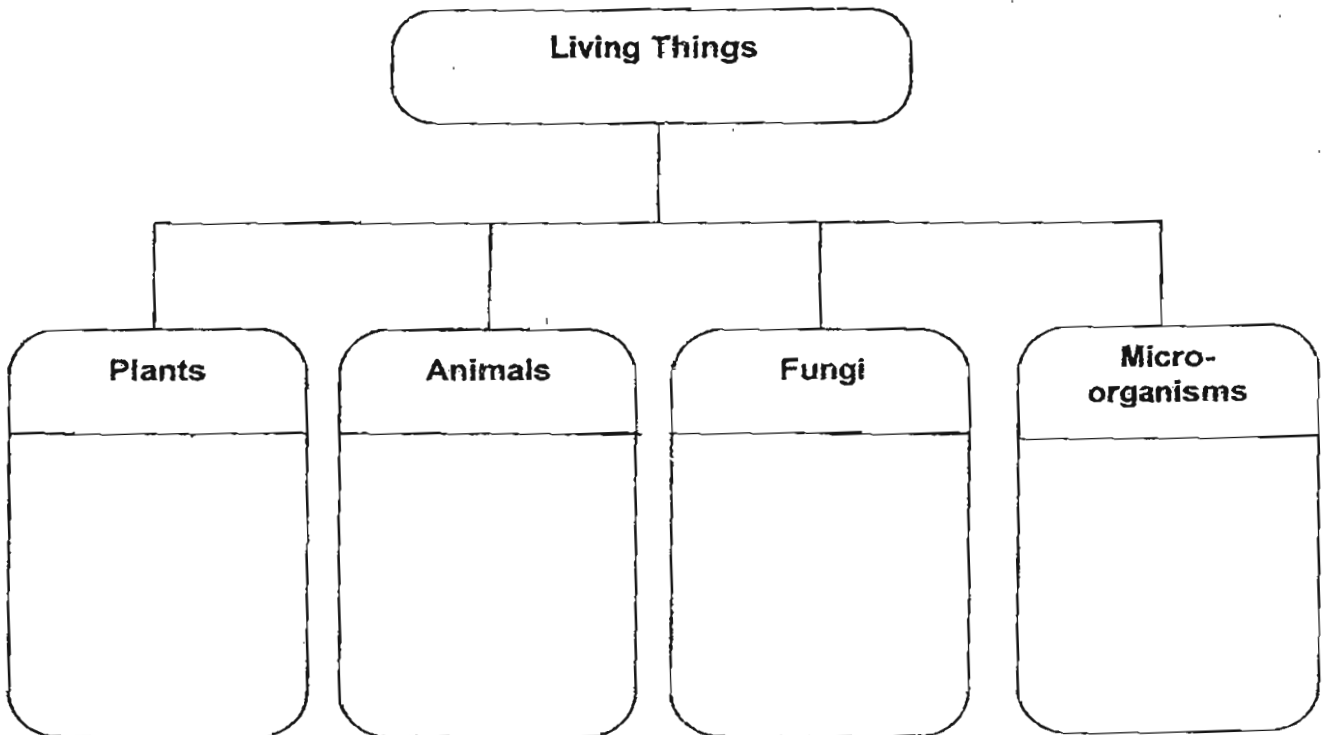 Living Things
Plants
Animals
Fungi
Micro-
organisms